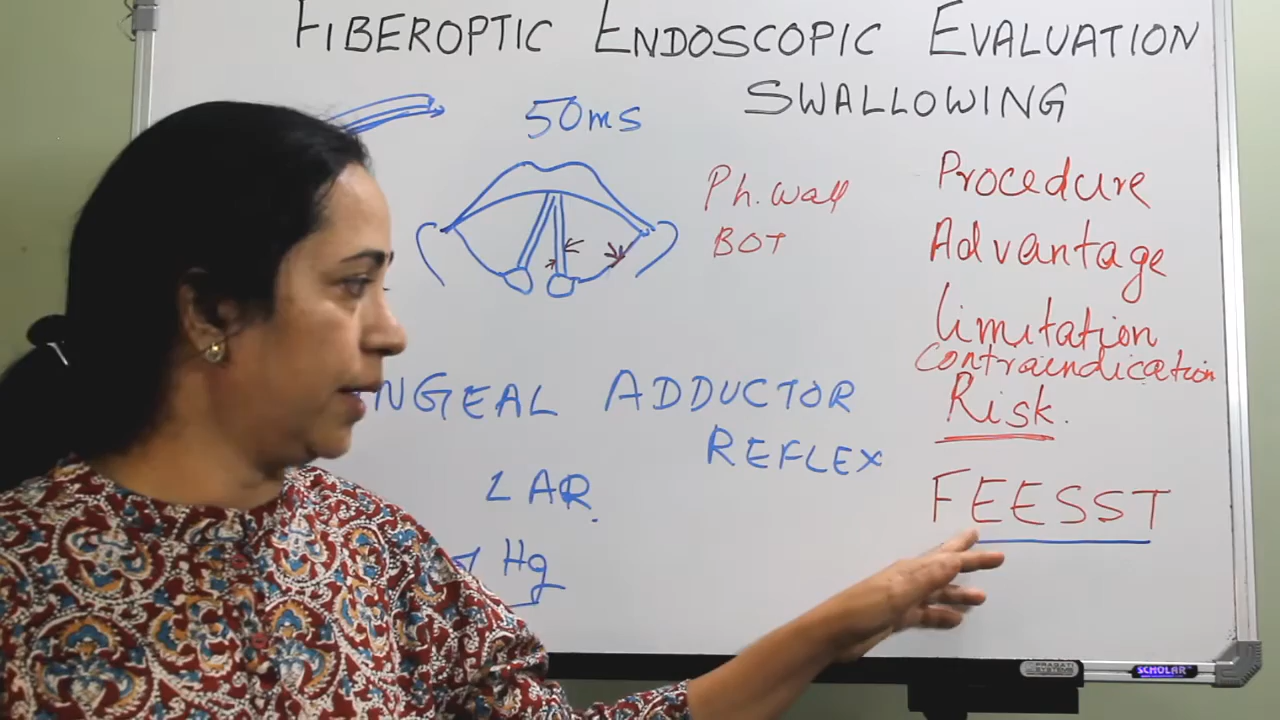 FIBEROPTIC ENDOSCOPIC EVALUATION
SWALLOWING
50ms
Ph. wall
BOT
Procedure
Advantage
Limitation
contraindication
Risk.
NGEAL ADDUCTOR
REFLEX
LAR.
Hg
FEESST
PRAGATI
SYSTEMS
SCHOLAR